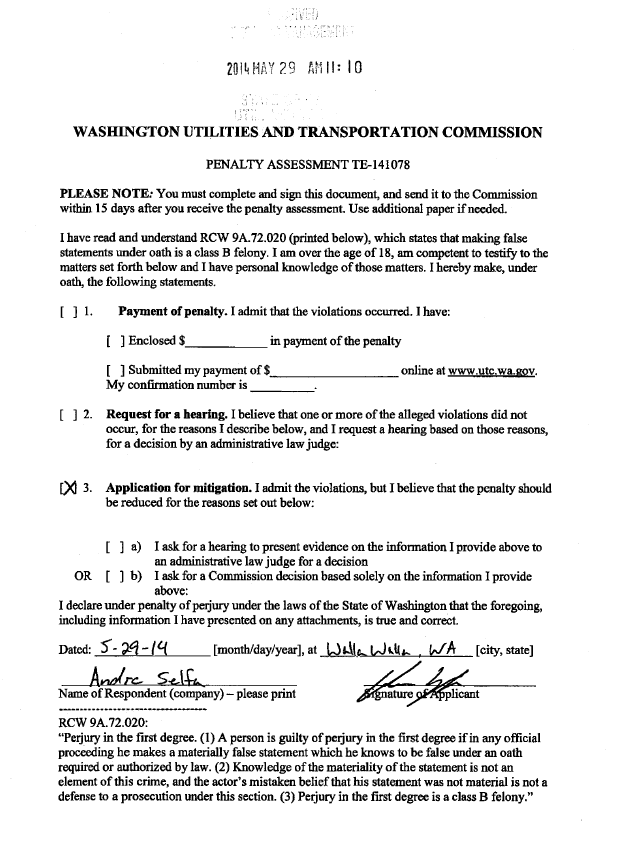 2014 MAY 29 AM 11: 10
WASHINGTON UTILITIES AND TRANSPORTATION COMMISSION
PENALTY ASSESSMENT TE-141078
PLEASE NOTE: You must complete and sign this document, and send it to the Commission
within 15 days after you receive the penalty assessment. Use additional paper if needed.
I have read and understand RCW 9A.72.020 (printed below), which states that making false
statements under oath is a class B felony. I am over the age of 18, am competent to testify to the
matters set forth below and I have personal knowledge of those matters. I hereby make, under
oath, the following statements.
[ ] 1. Payment of penalty. I admit that the violations occurred. I have:
[ ] Enclosed $____________ in payment of the penalty
[ ] Submitted my payment of $__________________ online at www.utc.wa.gov.
My confirmation number is _________.
[ ] 2. Request for a hearing. I believe that one or more of the alleged violations did not
occur, for the reasons I describe below, and I request a hearing based on those reasons,
for a decision by an administrative law judge:
[X] 3. Application for mitigation. I admit the violations, but I believe that the penalty should
be reduced for the reasons set out below:
[ ] a) I ask for a hearing to present evidence on the information I provide above to
an administrative law judge for a decision
OR [ ] b) I ask for a Commission decision based solely on the information I provide
above:
I declare under penalty of perjury under the laws of the State of Washington that the foregoing,
including information I have presented on any attachments, is true and correct.
Dated: 5-29-14 [month/day/year], at Walla Walla, WA [city, state]
Andre Selfa
Name of Respondent (company) – please print Signature of Applicant
-----------------------------------
RCW 9A.72.020:
“Perjury in the first degree. (1) A person is guilty of perjury in the first degree if in any official
proceeding he makes a materially false statement which he knows to be false under an oath
required or authorized by law. (2) Knowledge of the materiality of the statement is not an
element of this crime, and the actor’s mistaken belief that his statement was not material is not a
defense to a prosecution under this section. (3) Perjury in the first degree is a class B felony.”